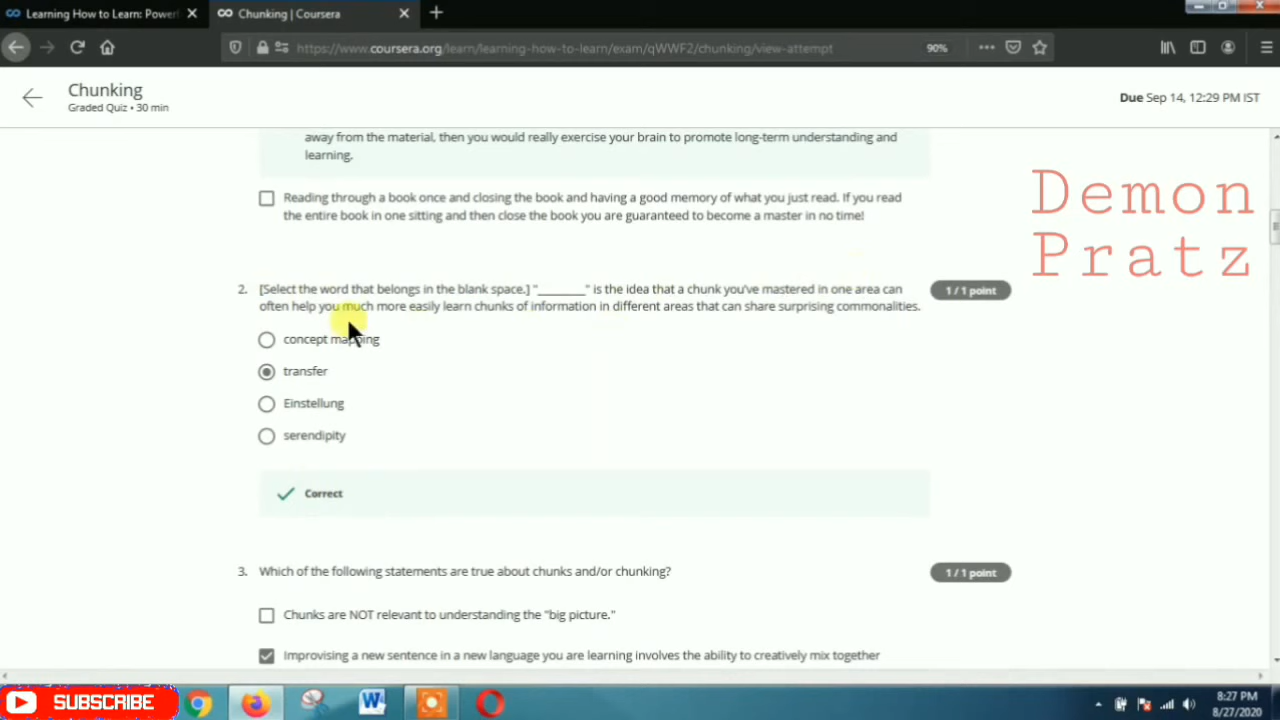 Learning How to Learn: Powerf
Chunking | Coursera
https://www.coursera.org/learn/learning-how-to-learn/exam/qWWF2/chunking/view-attempt
90%
Chunking
Graded Quiz • 30 min
Due Sep 14, 12:29 PM IST
away from the material, then you would really exercise your brain to promote long-term understanding and
learning.
Demon
Pratz
Reading through a book once and closing the book and having a good memory of what you just read. If you read
the entire book in one sitting and then close the book you are guaranteed to become a master in no time!
2. [Select the word that belongs in the blank space.] "________" is the idea that a chunk you've mastered in one area can
often help you much more easily learn chunks of information in different areas that can share surprising commonalities.
1 / 1 point
concept mapping
transfer
Einstellung
serendipity
Correct
3. Which of the following statements are true about chunks and/or chunking?
1 / 1 point
Chunks are NOT relevant to understanding the "big picture."
Improvising a new sentence in a new language you are learning involves the ability to creatively mix together
SUBSCRIBE
8:27 PM
8/27/2020